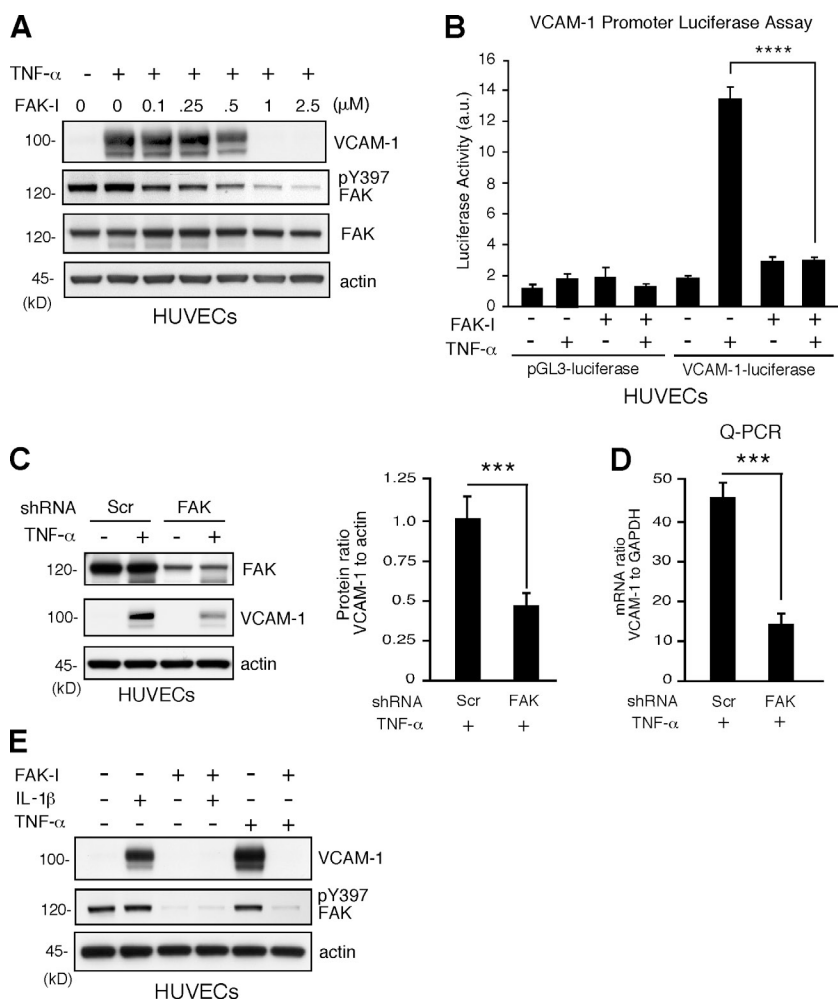 A
TNF-α - + + + + + +
FAK-I 0 0 0.1 .25 .5 1 2.5 (μM)
100- VCAM-1
120- pY397
FAK
120- FAK
45- actin
(kD)
HUVECs
B
VCAM-1 Promoter Luciferase Assay
****
Luciferase Activity (a.u.)
16
14
12
10
8
6
4
2
0
FAK-I - - + + - - + +
TNF-α - + - + - + - +
pGL3-luciferase VCAM-1-luciferase
HUVECs
C
shRNA Scr FAK
TNF-α - + - +
120- FAK
100- VCAM-1
45- actin
(kD)
HUVECs
***
Protein ratio
VCAM-1 to actin
1.25
1.0
0.75
0.5
0.25
0
shRNA Scr FAK
TNF-α + +
D
Q-PCR
***
mRNA ratio
VCAM-1 to GAPDH
50
40
30
20
10
0
shRNA Scr FAK
TNF-α + +
E
FAK-I - - + + - +
IL-1β - + - + - -
TNF-α - - - - + +
100- VCAM-1
120- pY397
FAK
45- actin
(kD)
HUVECs